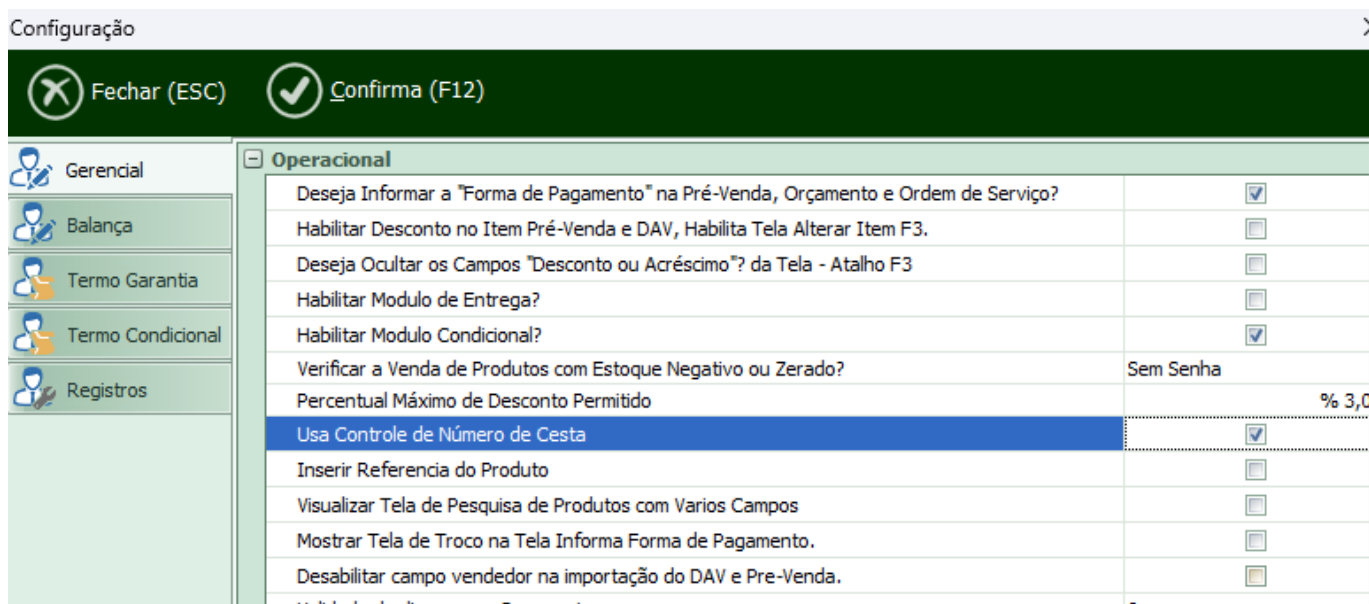 Configuração
Fechar (ESC) Confirma (F12)
Gerencial
Balança
Termo Garantia
Termo Condicional
Registros
Operacional
Deseja Informar a "Forma de Pagamento" na Pré-Venda, Orçamento e Ordem de Serviço?
Habilitar Desconto no Item Pré-Venda e DAV, Habilita Tela Alterar Item F3.
Deseja Ocultar os Campos "Desconto ou Acréscimo"? da Tela - Atalho F3
Habilitar Modulo de Entrega?
Habilitar Modulo Condicional?
Verificar a Venda de Produtos com Estoque Negativo ou Zerado? Sem Senha
Percentual Máximo de Desconto Permitido % 3,0
Usa Controle de Número de Cesta
Inserir Referencia do Produto
Visualizar Tela de Pesquisa de Produtos com Varios Campos
Mostrar Tela de Troco na Tela Informa Forma de Pagamento.
Desabilitar campo vendedor na importação do DAV e Pre-Venda.